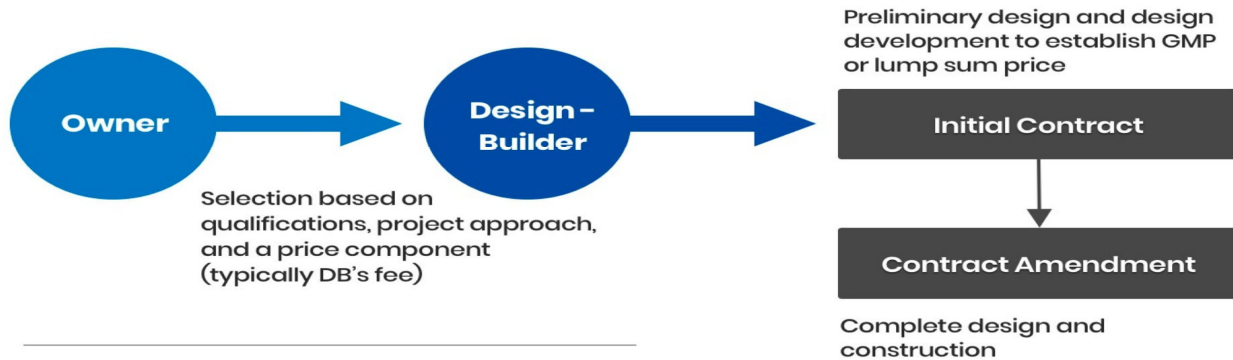 Preliminary design and design
development to establish GMP
or lump sum price
Owner
Design –
Builder
Initial Contract
Selection based on
qualifications, project approach,
and a price component
(typically DB's fee)
Contract Amendment
Complete design and
construction